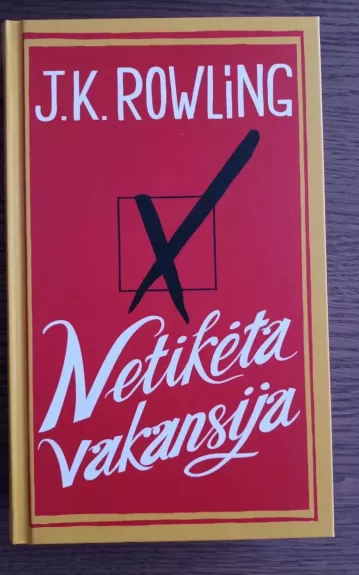 J.K. ROWLING
Netikėta
vakansija